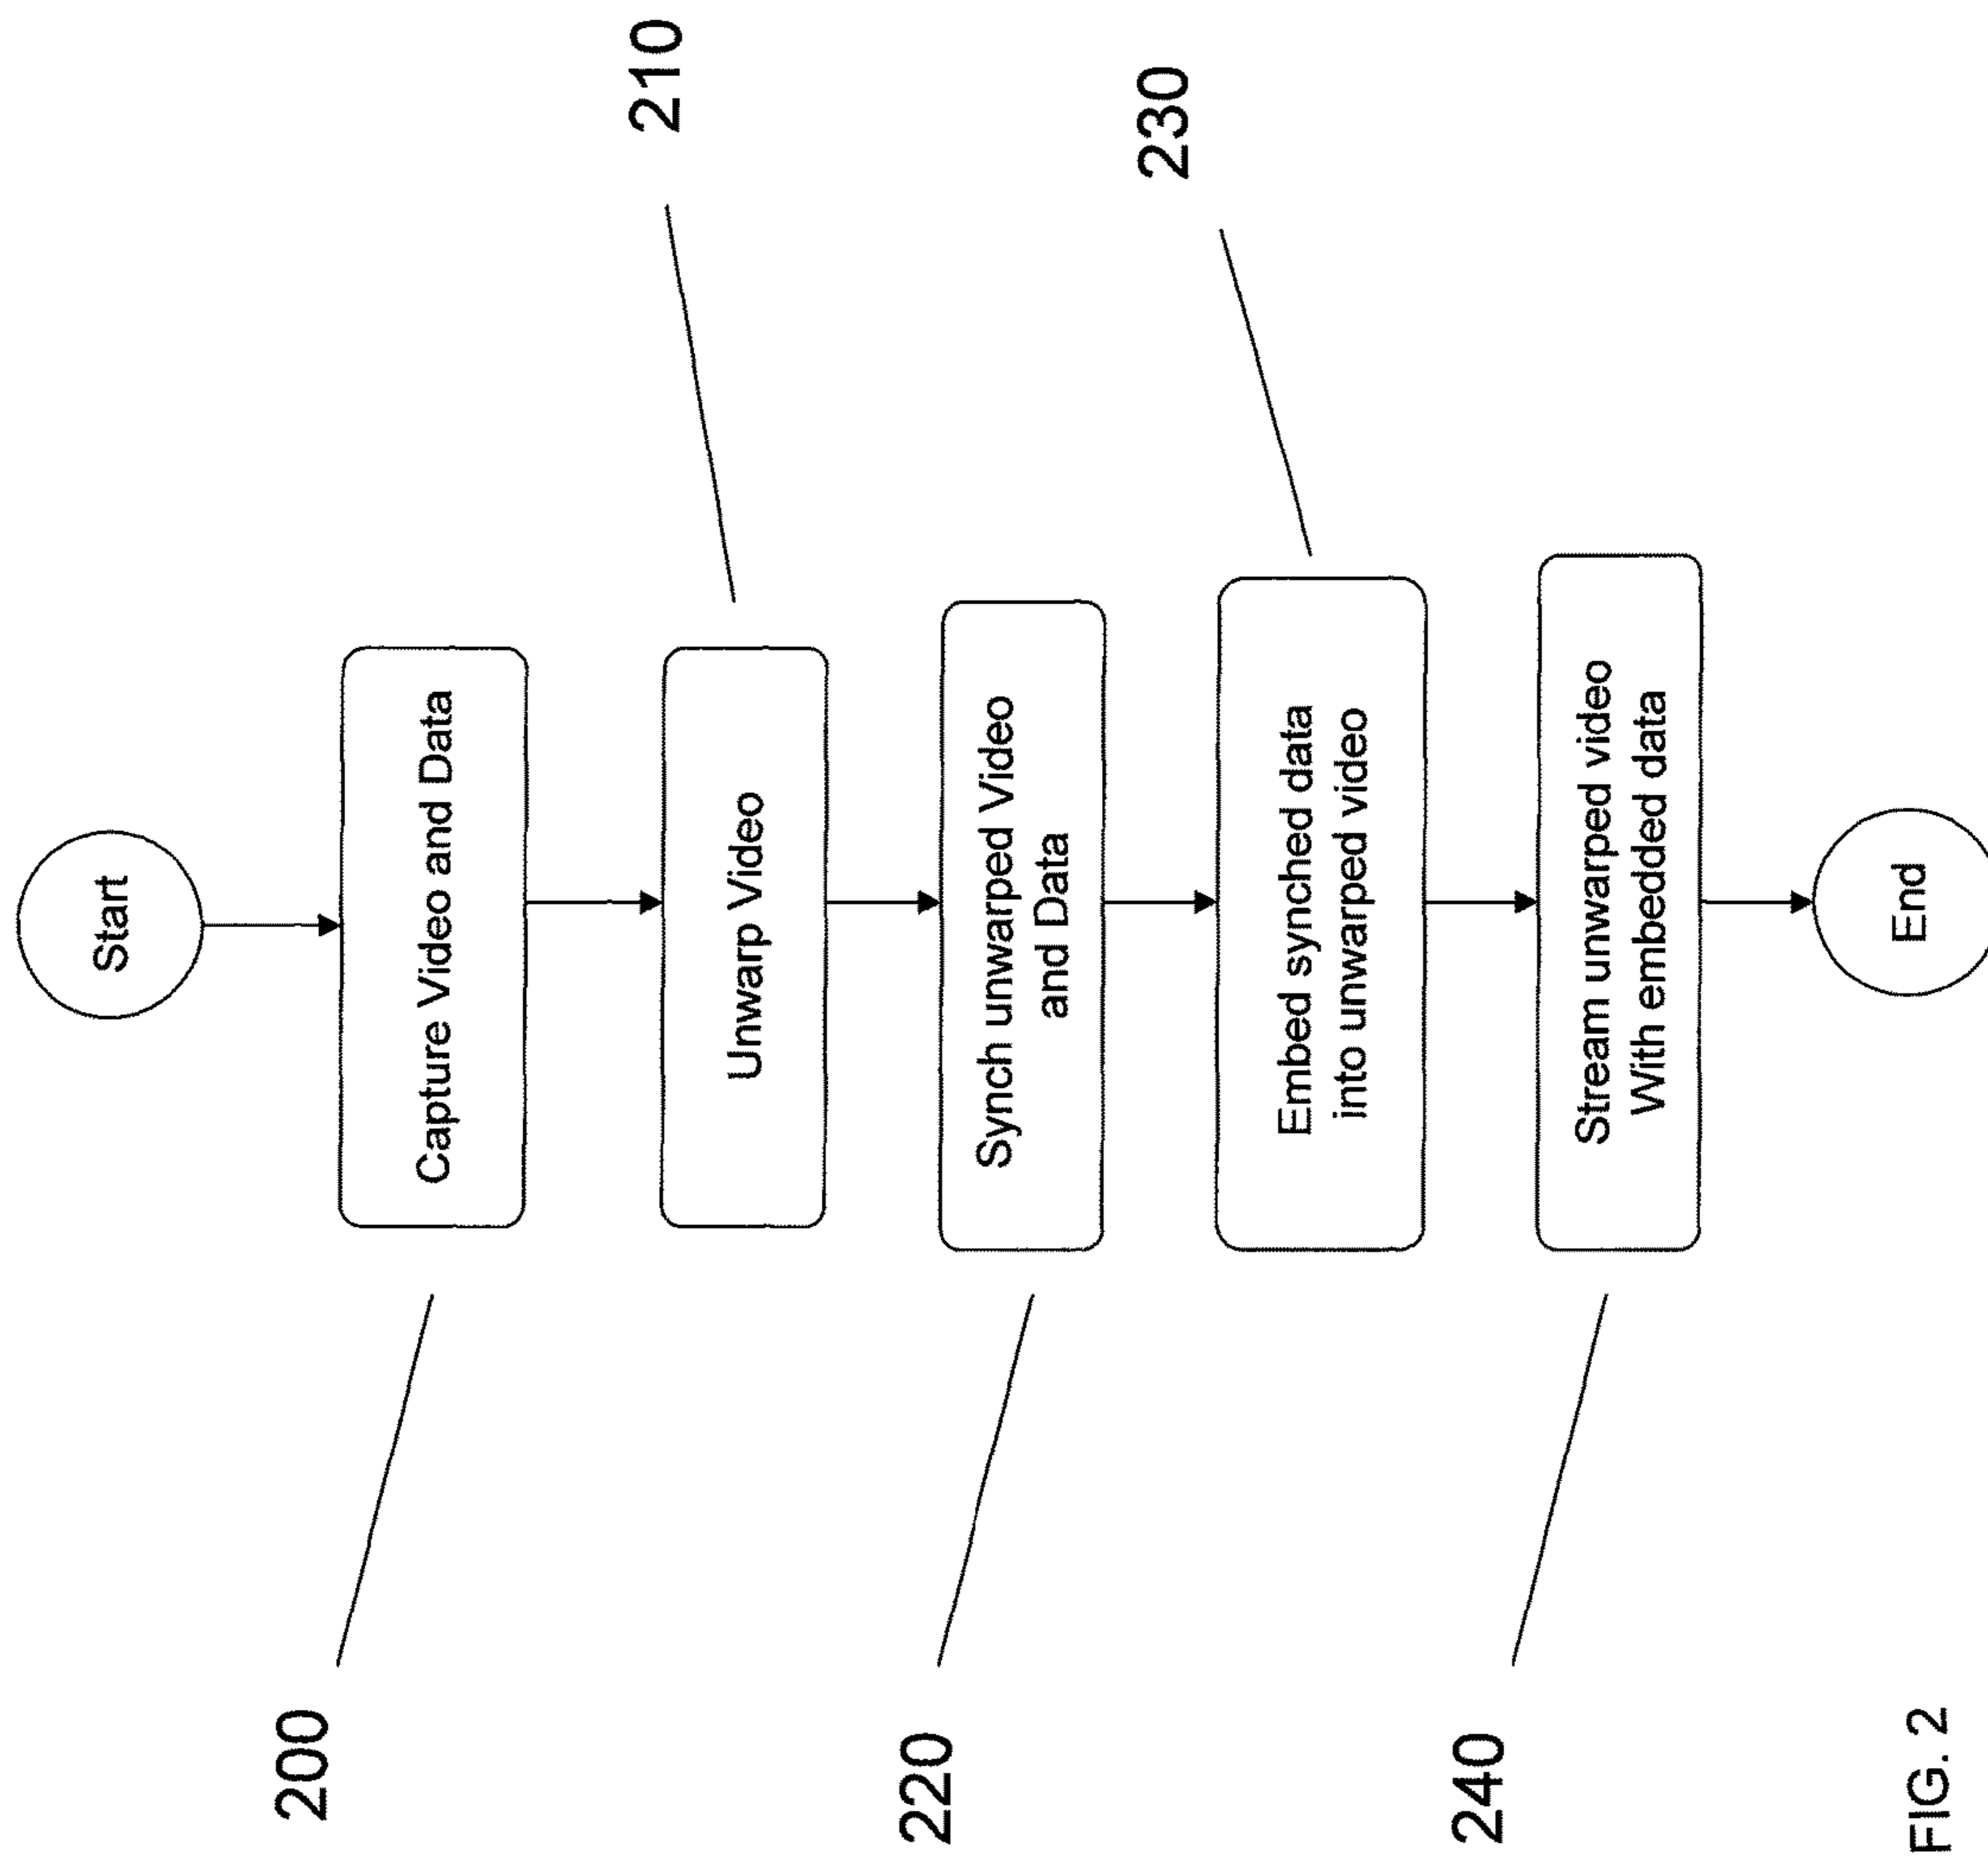 Start
200
Capture Video and Data
210
Unwarp Video
220
Synch unwarped Video
and Data
230
Embed synched data
into unwarped video
240
Stream unwarped video
With embedded data
End
FIG. 2